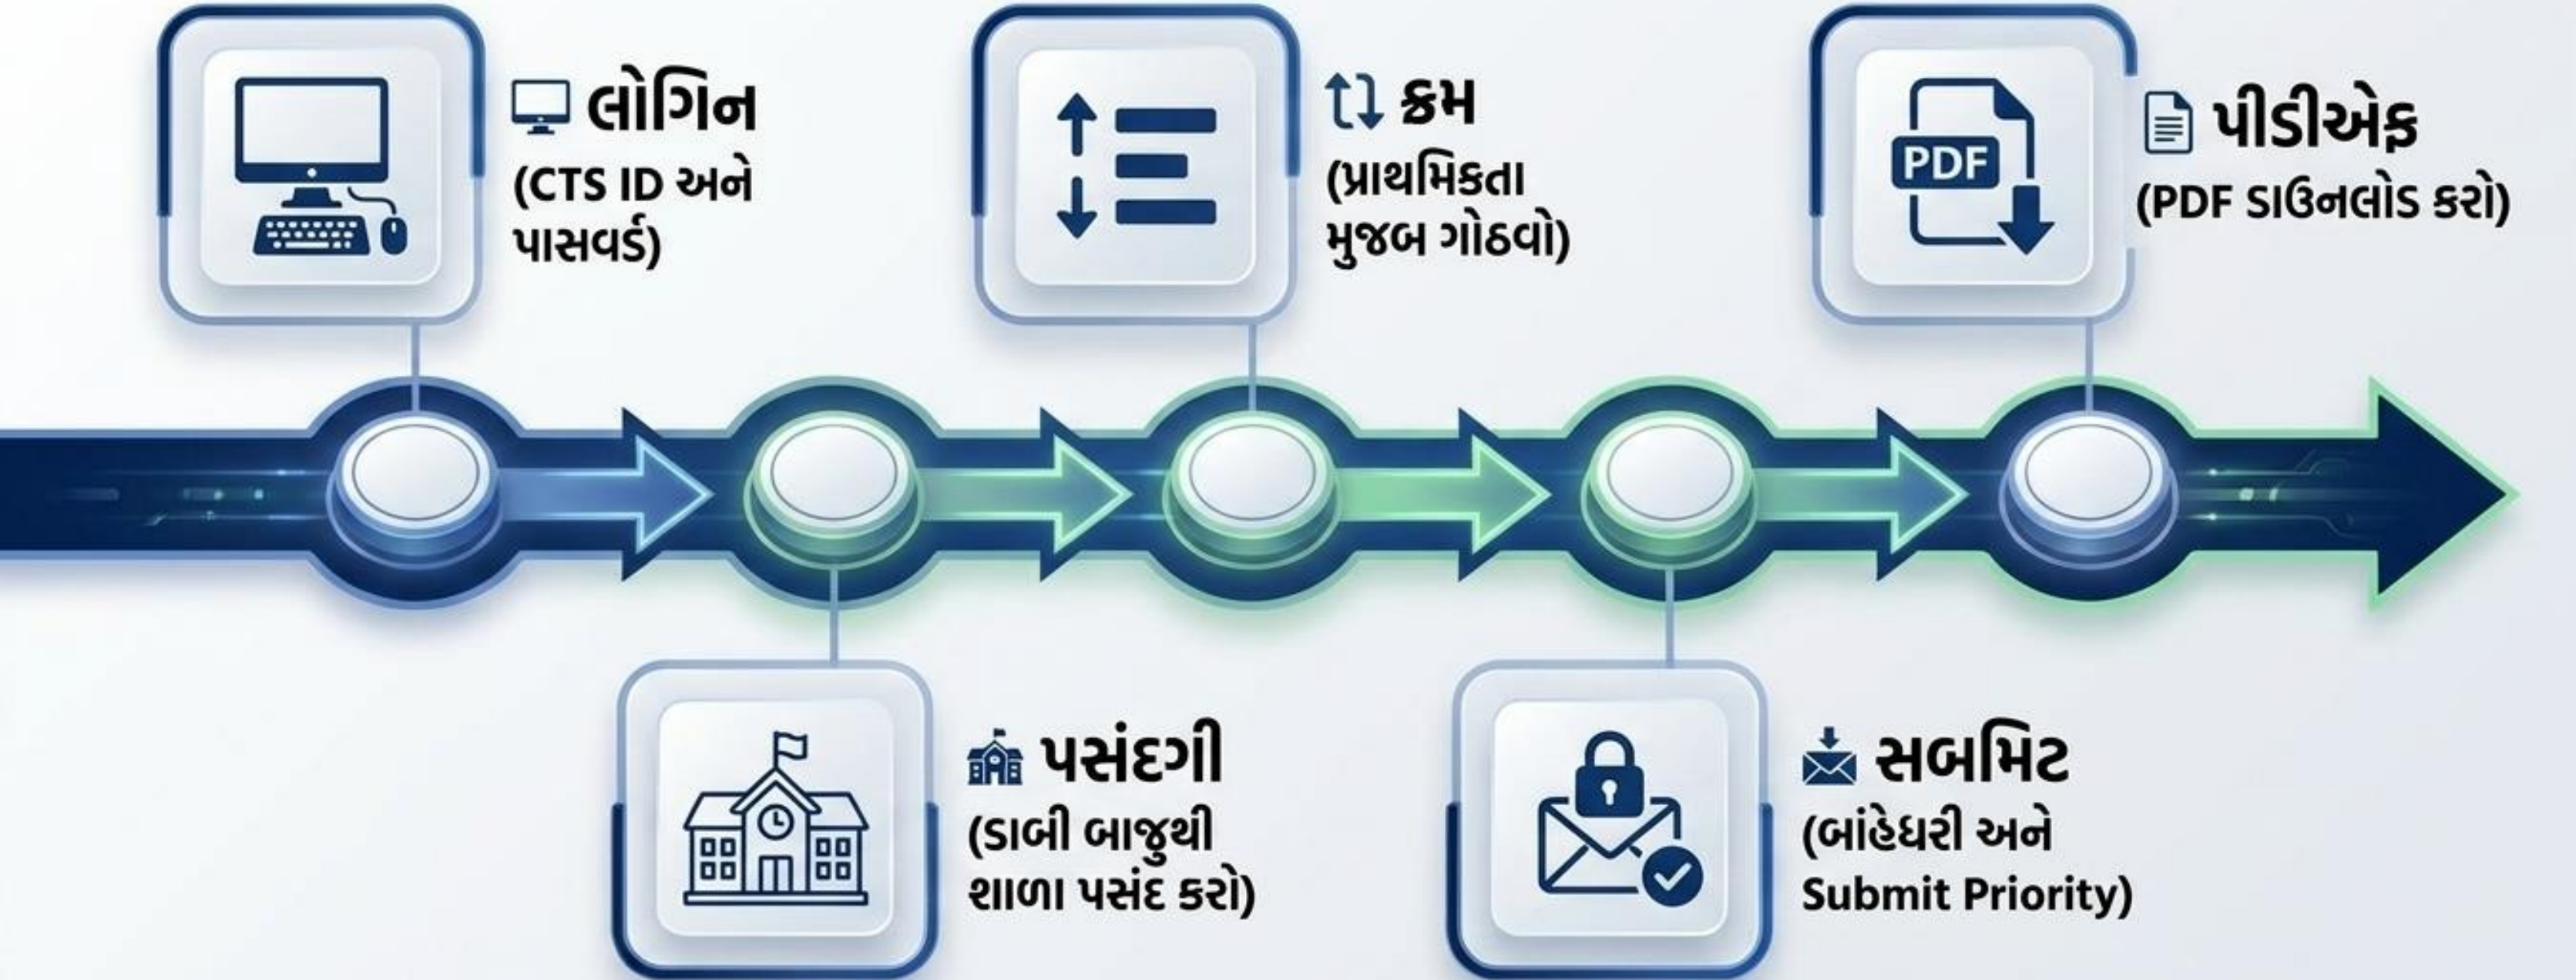 લોગિન
(CTS ID અને
પાસવર્ડ)
પસંદગી
(ડાબી બાજુથી
શાળા પસંદ કરો)
ક્રમ
(પ્રાથમિકતા
મુજબ ગોઠવો)
સબમિટ
(બાંહેધરી અને
Submit Priority)
PDF
પીડીએફ
(PDF ડાઉનલોડ કરો)